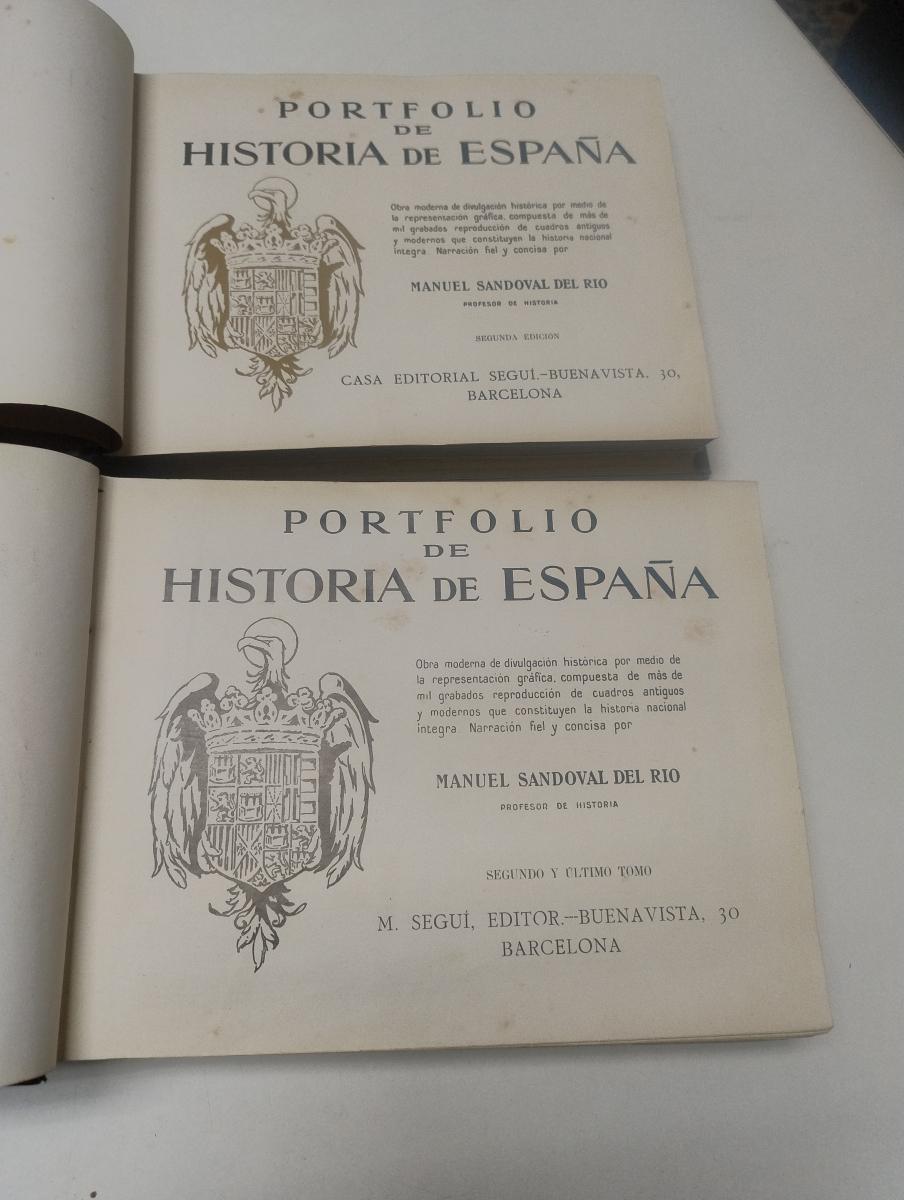 PORTFOLIO
DE
HISTORIA DE ESPAÑA
Obra moderna de divulgación histórica por medio de
la representación gráfica, compuesta de más de
mil grabados reproducción de cuadros antiguos
y modernos que constituyen la historia nacional
íntegra. Narración fiel y concisa por
MANUEL SANDOVAL DEL RIO
PROFESOR DE HISTORIA
SEGUNDA EDICIÓN
CASA EDITORIAL SEGUÍ.-BUENAVISTA, 30,
BARCELONA
PORTFOLIO
DE
HISTORIA DE ESPAÑA
Obra moderna de divulgación histórica por medio de
la representación gráfica, compuesta de más de
mil grabados reproducción de cuadros antiguos
y modernos que constituyen la historia nacional
íntegra. Narración fiel y concisa por
MANUEL SANDOVAL DEL RIO
PROFESOR DE HISTORIA
SEGUNDO Y ÚLTIMO TOMO
M. SEGUÍ, EDITOR.—BUENAVISTA, 30
BARCELONA